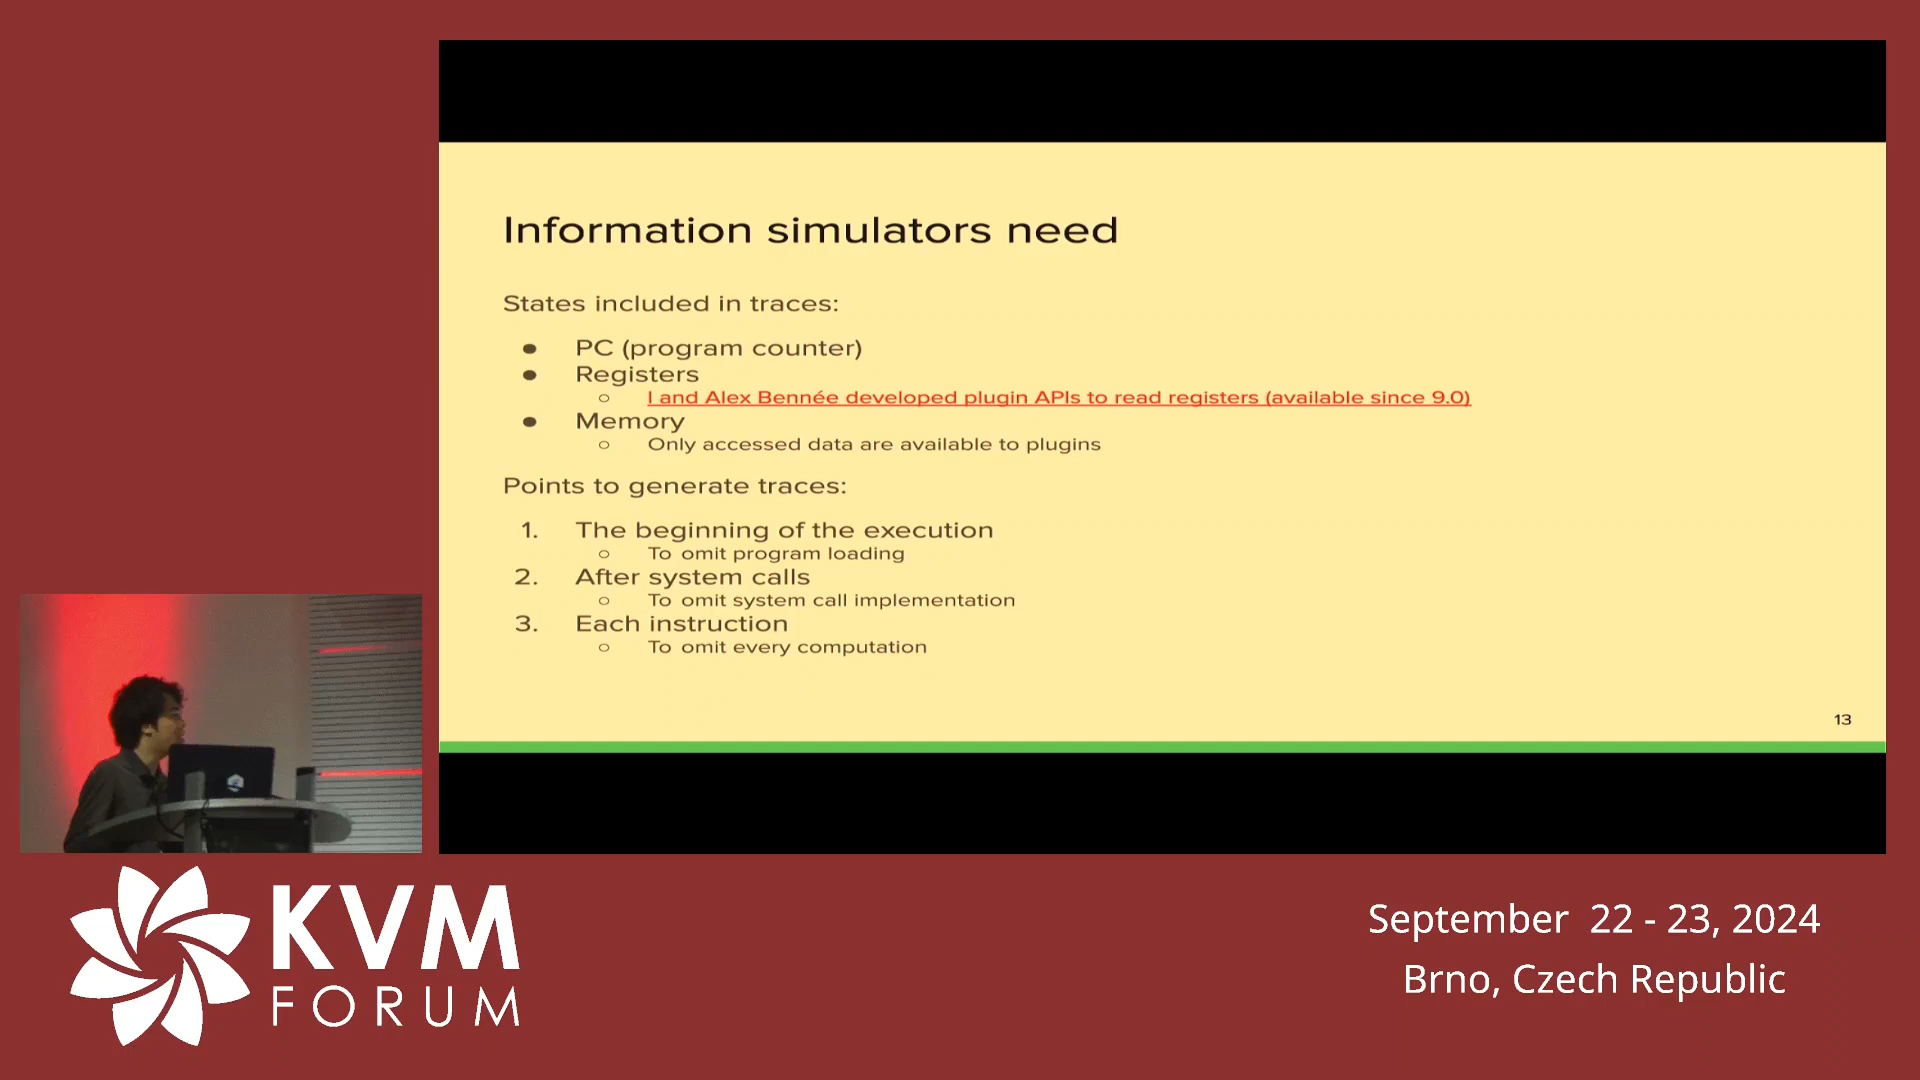 Information simulators need
States included in traces:
● PC (program counter)
● Registers
○ I and Alex Bennée developed plugin APIs to read registers (available since 9.0)
● Memory
○ Only accessed data are available to plugins
Points to generate traces:
1. The beginning of the execution
○ To omit program loading
2. After system calls
○ To omit system call implementation
3. Each instruction
○ To omit every computation
13
KVM
FORUM
September 22 - 23, 2024
Brno, Czech Republic